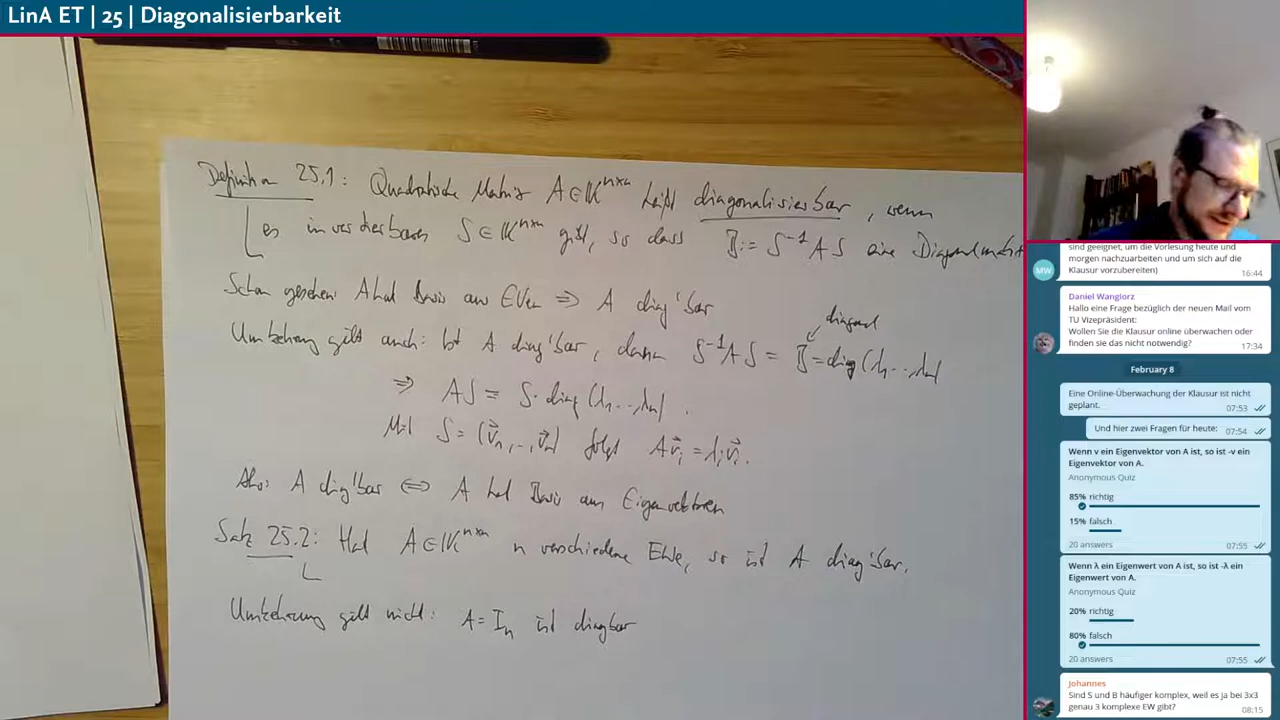 LinA ET | 25 | Diagonalisierbarkeit
Definition 25.1: Quadratische Matrix A ∈ K^{n×n} heißt diagonalisierbar, wenn
es invertierbares S ∈ K^{n×n} gibt, so dass B := S^{-1} A S eine Diagonalmatrix
Schon gesehen: A hat Basis aus EVen ⇒ A diag'bar
diagonal
Umkehrung gilt auch: Ist A diag'bar, dann S^{-1} A S = B = diag(λ1...λn)
⇒ AS = S · diag(λ1...λn).
Mit S = (v⃗1, .., v⃗n) folgt A v⃗i = λi v⃗i.
Also: A diag'bar ⇔ A hat Basis aus Eigenvektoren
Satz 25.2: Hat A ∈ K^{n×n} n verschiedene EWe, so ist A diag'bar.
Umkehrung gilt nicht: A = In ist diagbar
sind geeignet, um die Vorlesung heute und
morgen nachzuarbeiten und um sich auf die
Klausur vorzubereiten)
16:44
MW
Daniel Wanglorz
Hallo eine Frage bezüglich der neuen Mail vom
TU Vizepräsident:
Wollen Sie die Klausur online überwachen oder
finden sie das nicht notwendig?
17:34
February 8
Eine Online-Überwachung der Klausur ist nicht
geplant.
07:53
Und hier zwei Fragen für heute:
07:54
Wenn v ein Eigenvektor von A ist, so ist -v ein
Eigenvektor von A.
Anonymous Quiz
85% richtig
15% falsch
20 answers
07:55
Wenn λ ein Eigenwert von A ist, so ist -λ ein
Eigenwert von A.
Anonymous Quiz
20% richtig
80% falsch
20 answers
07:55
Johannes
Sind S und B häufiger komplex, weil es ja bei 3x3
genau 3 komplexe EW gibt?
08:15